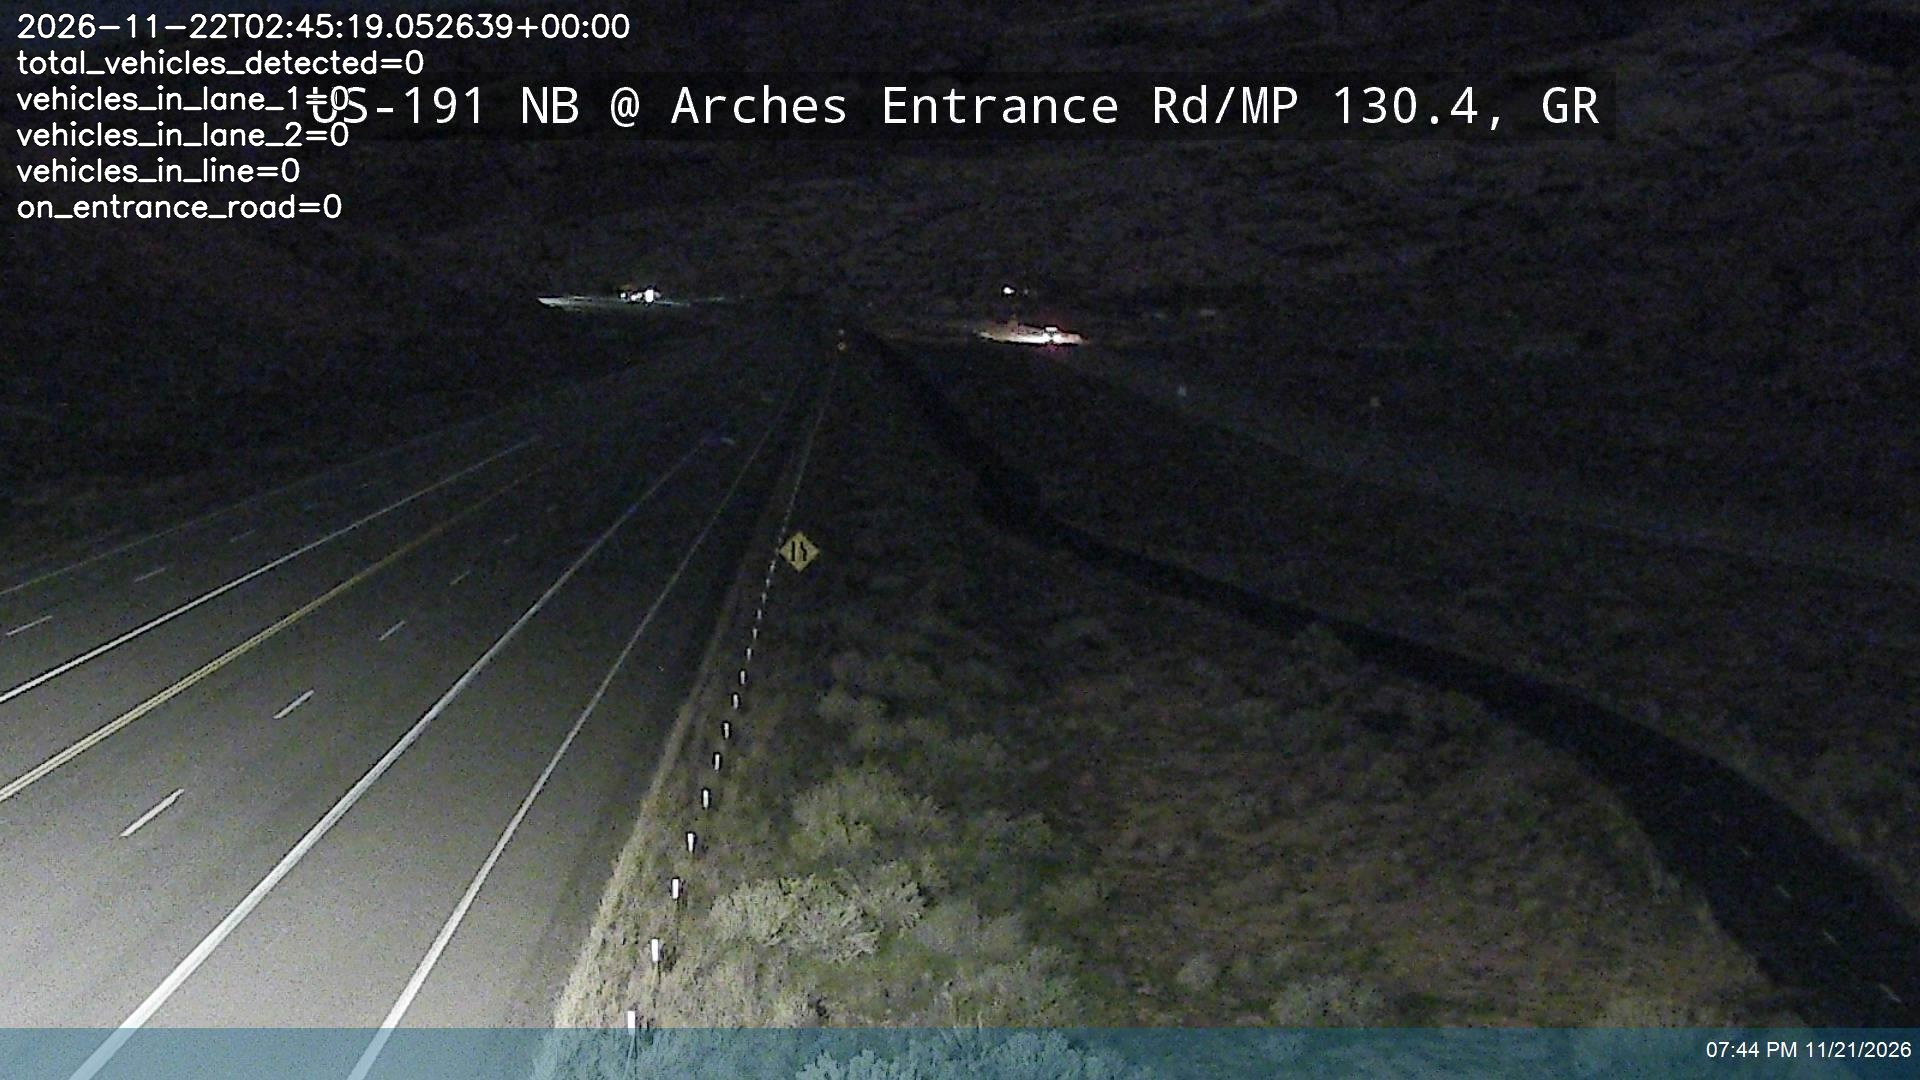 2026-11-22T02:45:19.052639+00:00
total_vehicles_detected=0
vehicles_in_lane_1=0
US-191 NB @ Arches Entrance Rd/MP 130.4, GR
vehicles_in_lane_2=0
vehicles_in_line=0
on_entrance_road=0
07:44 PM 11/21/2026